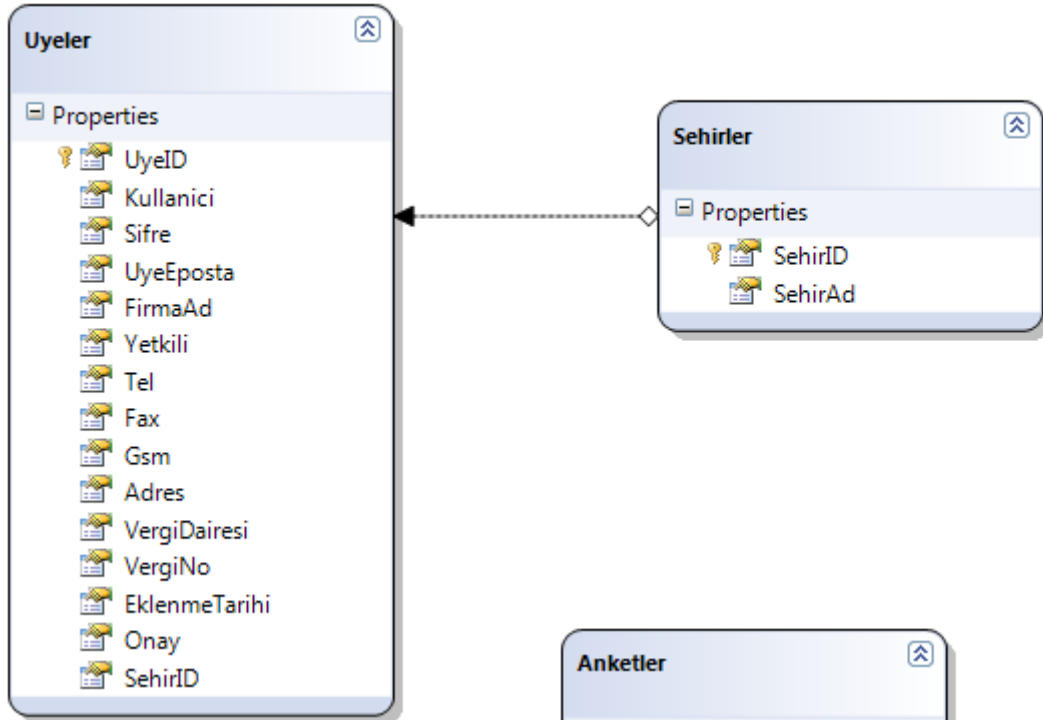 Uyeler
Properties
UyeID
Kullanici
Sifre
UyeEposta
FirmaAd
Yetkili
Tel
Fax
Gsm
Adres
VergiDairesi
VergiNo
EklenmeTarihi
Onay
SehirID
Sehirler
Properties
SehirID
SehirAd
Anketler